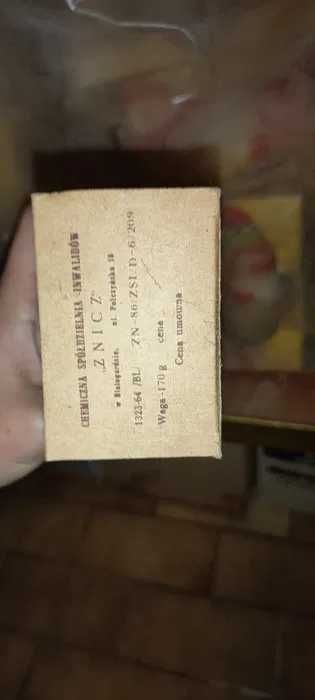 CHEMICZNA SPÓŁDZIELNIA INWALIDÓW
„ZNICZ”
w Białogardzie, ul. Połczyńska 18
1323-64/BL. ZN-86/ZSI/D-6/209
Waga-170g cena
Cena umowna